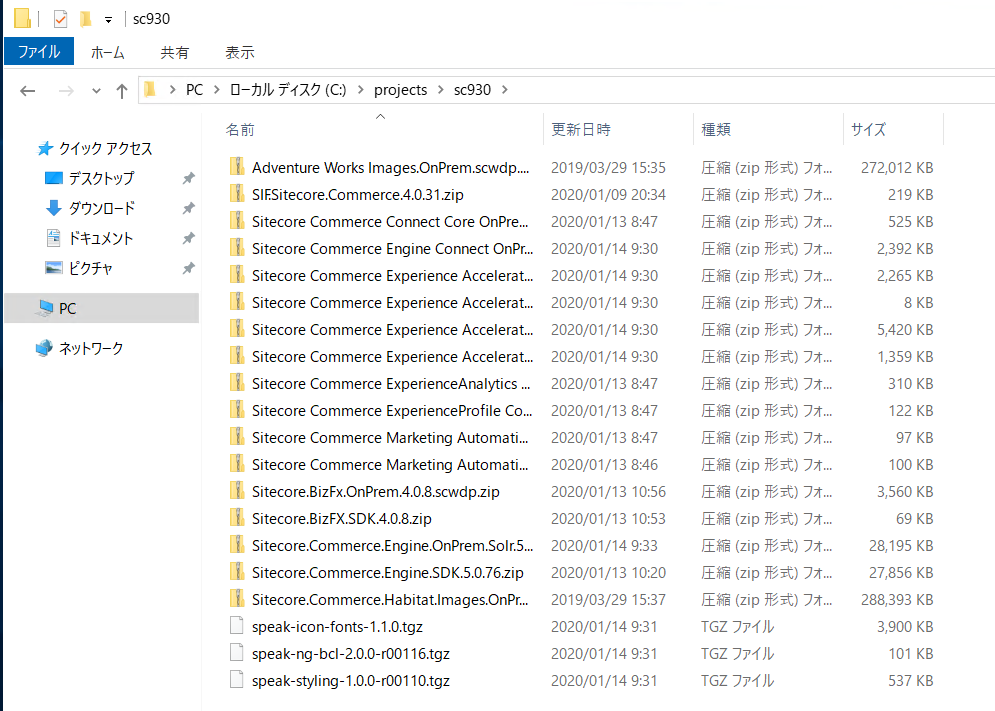 sc930
ファイル ホーム 共有 表示
PC ローカル ディスク (C:) projects sc930
名前 更新日時 種類 サイズ
クイック アクセス
デスクトップ
ダウンロード
ドキュメント
ピクチャ
PC
ネットワーク
Adventure Works Images.OnPrem.scwdp.... 2019/03/29 15:35 圧縮 (zip 形式) フォ... 272,012 KB
SIF.Sitecore.Commerce.4.0.31.zip 2020/01/09 20:34 圧縮 (zip 形式) フォ... 219 KB
Sitecore Commerce Connect Core OnPre... 2020/01/13 8:47 圧縮 (zip 形式) フォ... 525 KB
Sitecore Commerce Engine Connect OnPr... 2020/01/14 9:30 圧縮 (zip 形式) フォ... 2,392 KB
Sitecore Commerce Experience Accelerat... 2020/01/14 9:30 圧縮 (zip 形式) フォ... 2,265 KB
Sitecore Commerce Experience Accelerat... 2020/01/14 9:30 圧縮 (zip 形式) フォ... 8 KB
Sitecore Commerce Experience Accelerat... 2020/01/14 9:30 圧縮 (zip 形式) フォ... 5,420 KB
Sitecore Commerce Experience Accelerat... 2020/01/14 9:30 圧縮 (zip 形式) フォ... 1,359 KB
Sitecore Commerce ExperienceAnalytics ... 2020/01/13 8:47 圧縮 (zip 形式) フォ... 310 KB
Sitecore Commerce ExperienceProfile Co... 2020/01/13 8:47 圧縮 (zip 形式) フォ... 122 KB
Sitecore Commerce Marketing Automati... 2020/01/13 8:47 圧縮 (zip 形式) フォ... 97 KB
Sitecore Commerce Marketing Automati... 2020/01/13 8:46 圧縮 (zip 形式) フォ... 100 KB
Sitecore.BizFx.OnPrem.4.0.8.scwdp.zip 2020/01/13 10:56 圧縮 (zip 形式) フォ... 3,560 KB
Sitecore.BizFX.SDK.4.0.8.zip 2020/01/13 10:53 圧縮 (zip 形式) フォ... 69 KB
Sitecore.Commerce.Engine.OnPrem.Solr.5... 2020/01/14 9:33 圧縮 (zip 形式) フォ... 28,195 KB
Sitecore.Commerce.Engine.SDK.5.0.76.zip 2020/01/13 10:20 圧縮 (zip 形式) フォ... 27,856 KB
Sitecore.Commerce.Habitat.Images.OnPr... 2019/03/29 15:37 圧縮 (zip 形式) フォ... 288,393 KB
speak-icon-fonts-1.1.0.tgz 2020/01/14 9:31 TGZ ファイル 3,900 KB
speak-ng-bcl-2.0.0-r00116.tgz 2020/01/14 9:31 TGZ ファイル 101 KB
speak-styling-1.0.0-r00110.tgz 2020/01/14 9:31 TGZ ファイル 537 KB